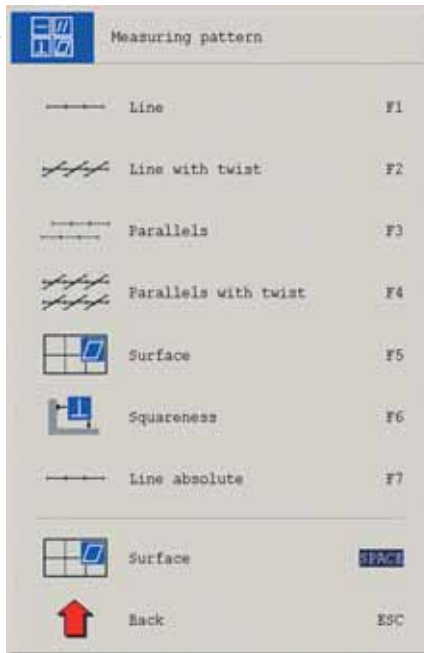 Measuring pattern
Line F1
Line with twist F2
Parallels F3
Parallels with twist F4
Surface F5
Squareness F6
Line absolute F7
Surface SPACE
Back ESC